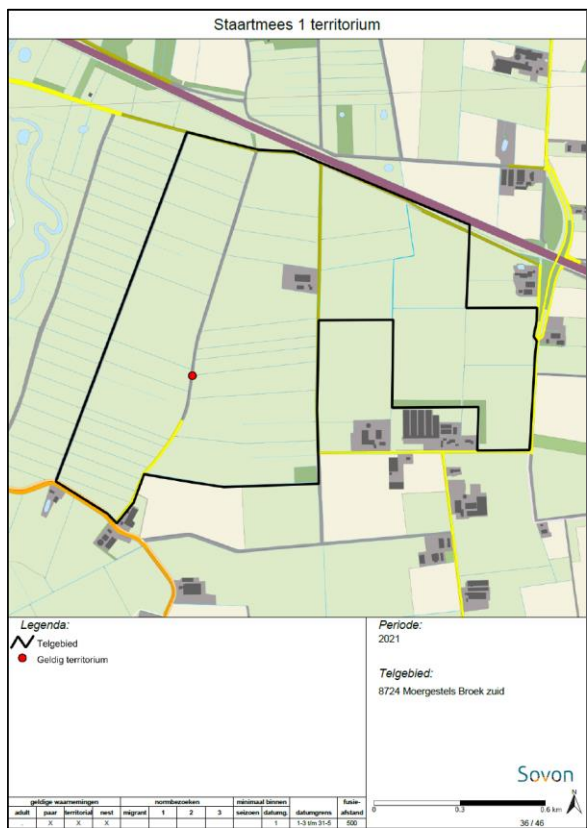 Staartmees 1 territorium
Legenda:
Telgebied
Geldig territorium
Periode:
2021
Telgebied:
8724 Moergestels Broek zuid
Sovon
0 0.3 0.6 km
N
36 / 46
geldige waarnemingen normbezoeken minimaal binnen fusie-
adult paar territoriaal nest migrant 1 2 3 seizoen datumg. datumgrens afstand
. X X X 1 1-3 t/m 31-5 500